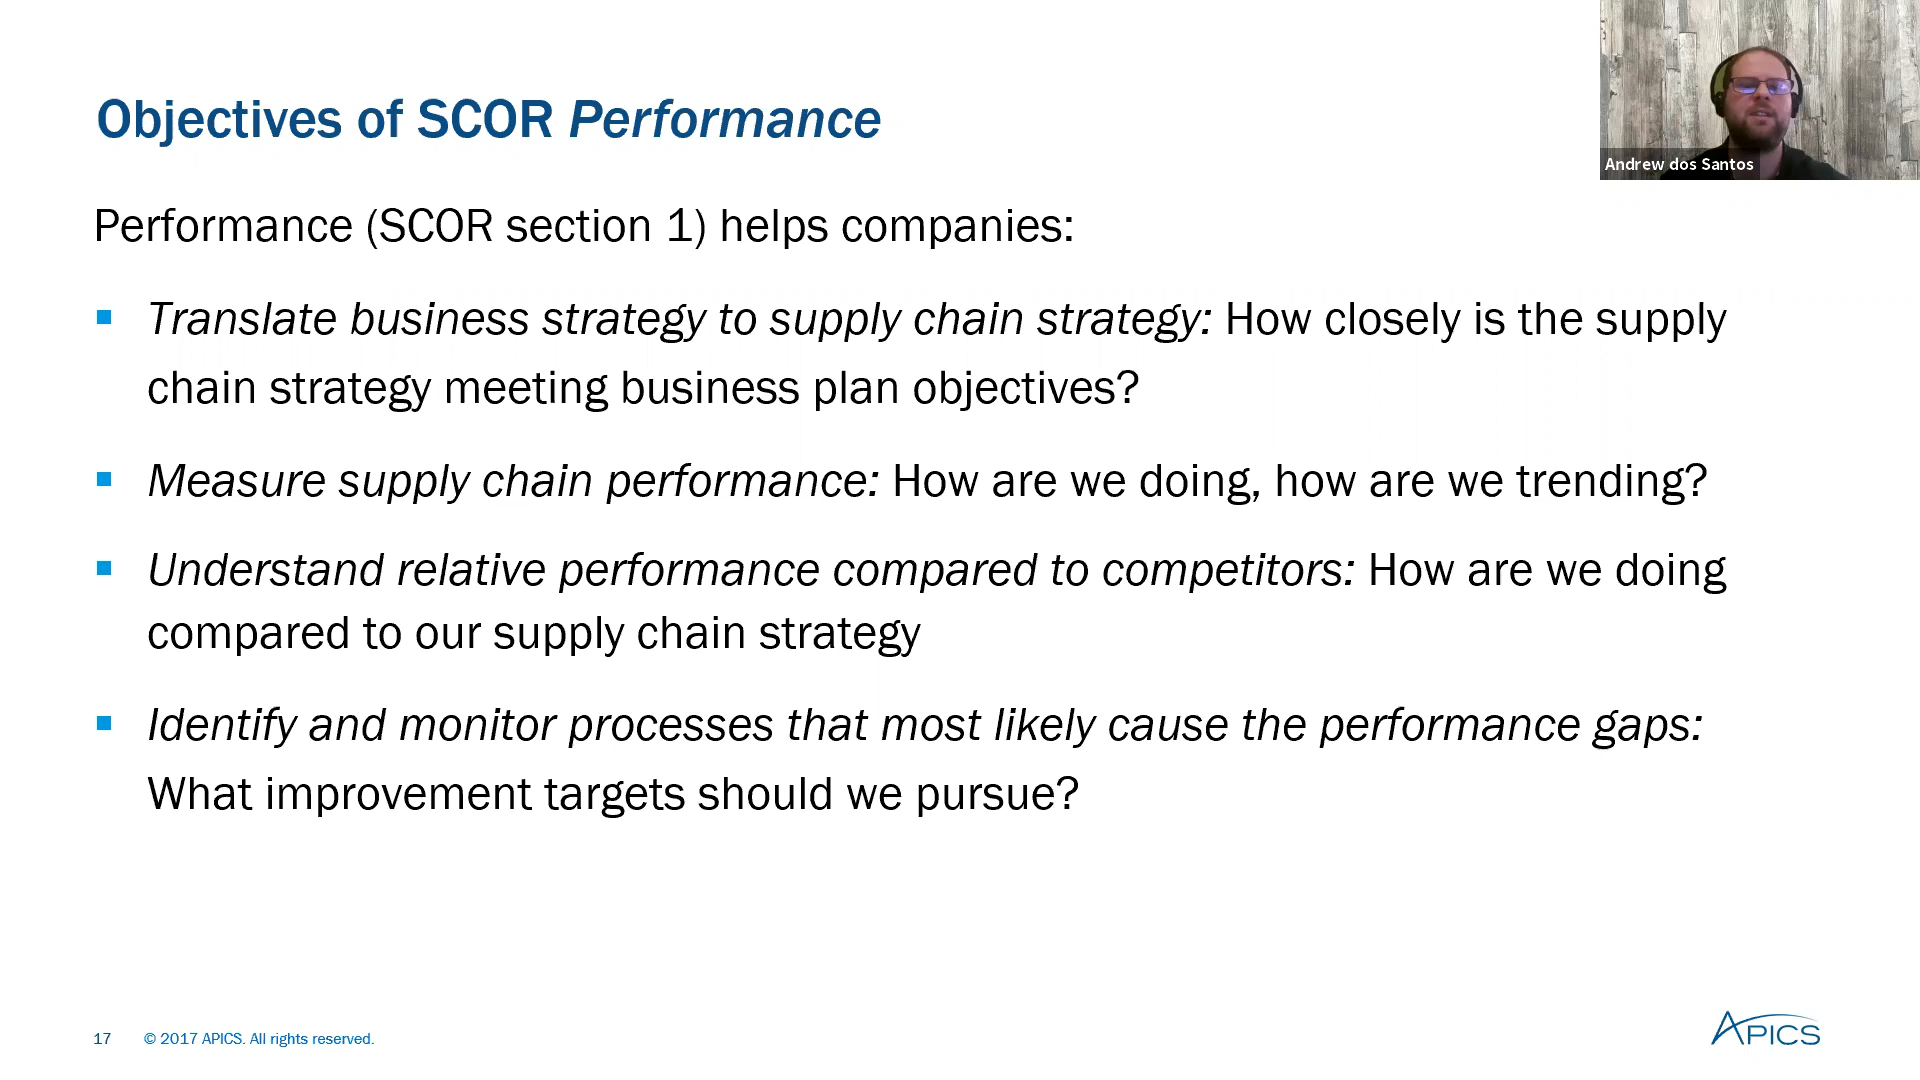 Objectives of SCOR Performance
Andrew dos Santos
Performance (SCOR section 1) helps companies:
Translate business strategy to supply chain strategy: How closely is the supply
chain strategy meeting business plan objectives?
Measure supply chain performance: How are we doing, how are we trending?
Understand relative performance compared to competitors: How are we doing
compared to our supply chain strategy
Identify and monitor processes that most likely cause the performance gaps:
What improvement targets should we pursue?
17 © 2017 APICS. All rights reserved.
APICS